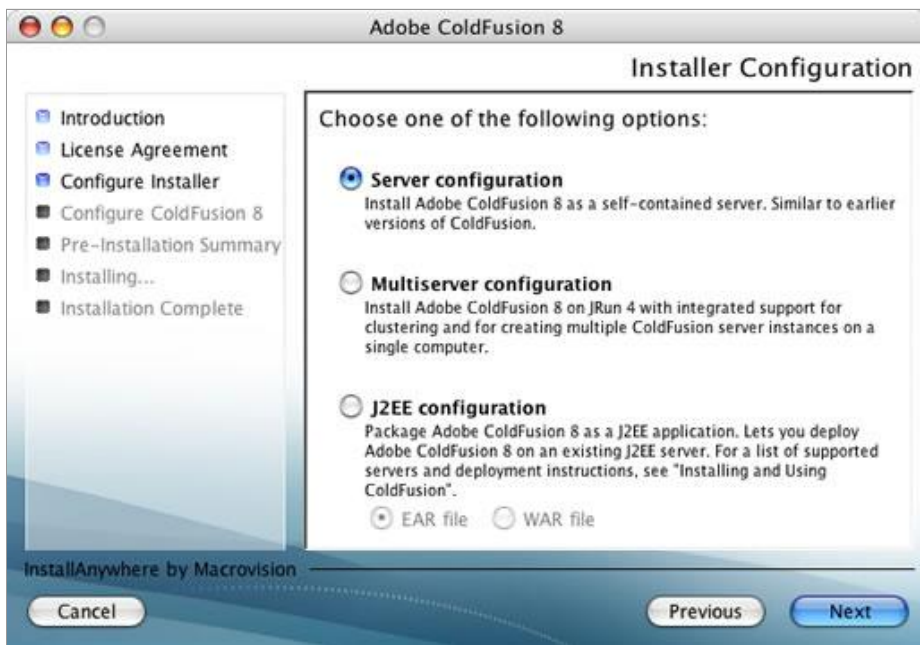 Adobe ColdFusion 8
Installer Configuration
Introduction
License Agreement
Configure Installer
Configure ColdFusion 8
Pre-Installation Summary
Installing...
Installation Complete
Choose one of the following options:
Server configuration
Install Adobe ColdFusion 8 as a self-contained server. Similar to earlier
versions of ColdFusion.
Multiserver configuration
Install Adobe ColdFusion 8 on JRun 4 with integrated support for
clustering and for creating multiple ColdFusion server instances on a
single computer.
J2EE configuration
Package Adobe ColdFusion 8 as a J2EE application. Lets you deploy
Adobe ColdFusion 8 on an existing J2EE server. For a list of supported
servers and deployment instructions, see "Installing and Using
ColdFusion".
EAR file WAR file
InstallAnywhere by Macrovision
Cancel Previous Next